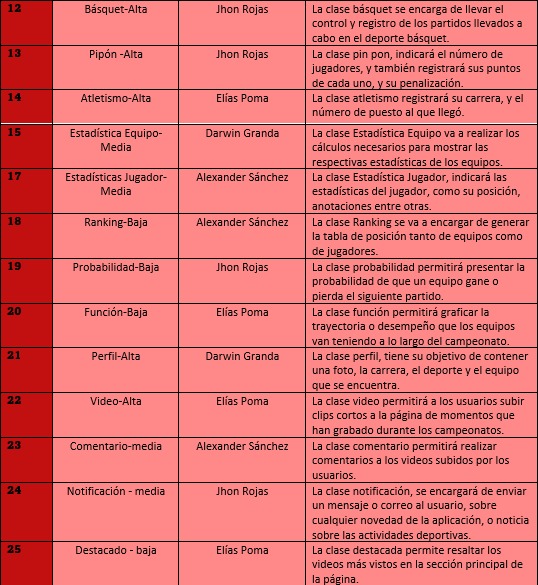 12 Básquet-Alta Jhon Rojas La clase básquet se encarga de llevar el
control y registro de los partidos llevados a
cabo en el deporte básquet.
13 Pipón -Alta Jhon Rojas La clase pin pon, indicará el número de
jugadores, y también registrará sus puntos
de cada uno, y su penalización.
14 Atletismo-Alta Elías Poma La clase atletismo registrará su carrera, y el
número de puesto al que llegó.
15 Estadística Equipo- Darwin Granda La clase Estadística Equipo va a realizar los
Media cálculos necesarios para mostrar las
respectivas estadísticas de los equipos.
17 Estadísticas Jugador- Alexander Sánchez La clase Estadística Jugador, indicará las
Media estadísticas del jugador, como su posición,
anotaciones entre otras.
18 Ranking-Baja Alexander Sánchez La clase Ranking se va a encargar de generar
la tabla de posición tanto de equipos como
de jugadores.
19 Probabilidad-Baja Jhon Rojas La clase probabilidad permitirá presentar la
probabilidad de que un equipo gane o
pierda el siguiente partido.
20 Función-Baja Elías Poma La clase función permitirá graficar la
trayectoria o desempeño que los equipos
van teniendo a lo largo del campeonato.
21 Perfil-Alta Darwin Granda La clase perfil, tiene su objetivo de contener
una foto, la carrera, el deporte y el equipo
que se encuentra.
22 Video-Alta Elías Poma La clase video permitirá a los usuarios subir
clips cortos a la página de momentos que
han grabado durante los campeonatos.
23 Comentario-media Alexander Sánchez La clase comentario permitirá realizar
comentarios a los videos subidos por los
usuarios.
24 Notificación - media Jhon Rojas La clase notificación, se encargará de enviar
un mensaje o correo al usuario, sobre
cualquier novedad de la aplicación, o noticia
sobre las actividades deportivas.
25 Destacado - baja Elías Poma La clase destacada permite resaltar los
videos más vistos en la sección principal de
la página.